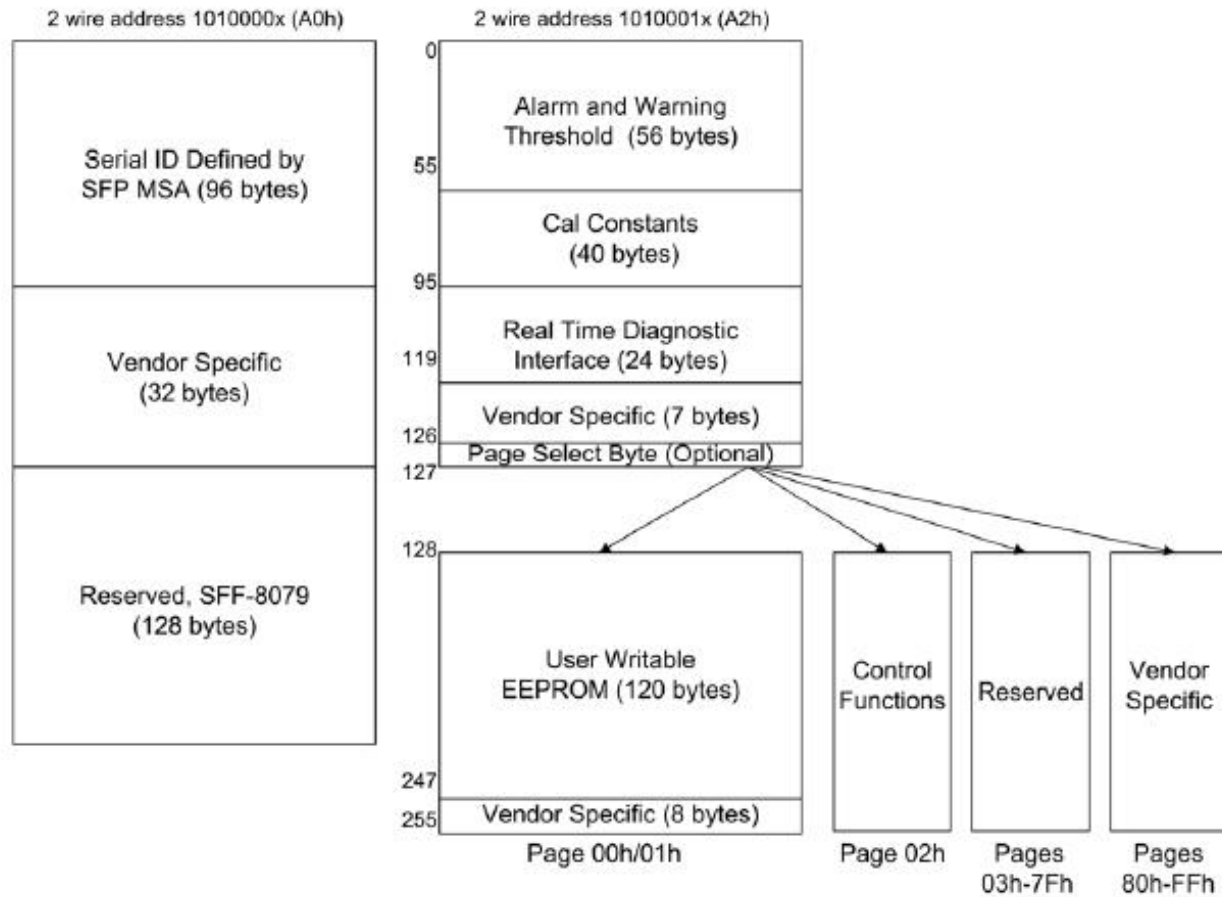 2 wire address 1010000x (A0h)
Serial ID Defined by
SFP MSA (96 bytes)
Vendor Specific
(32 bytes)
Reserved, SFF-8079
(128 bytes)
2 wire address 1010001x (A2h)
0
Alarm and Warning
Threshold (56 bytes)
55
Cal Constants
(40 bytes)
95
Real Time Diagnostic
Interface (24 bytes)
119
Vendor Specific (7 bytes)
126
Page Select Byte (Optional)
127
128
User Writable
EEPROM (120 bytes)
247
Vendor Specific (8 bytes)
255
Page 00h/01h
Control
Functions
Page 02h
Reserved
Pages
03h-7Fh
Vendor
Specific
Pages
80h-FFh